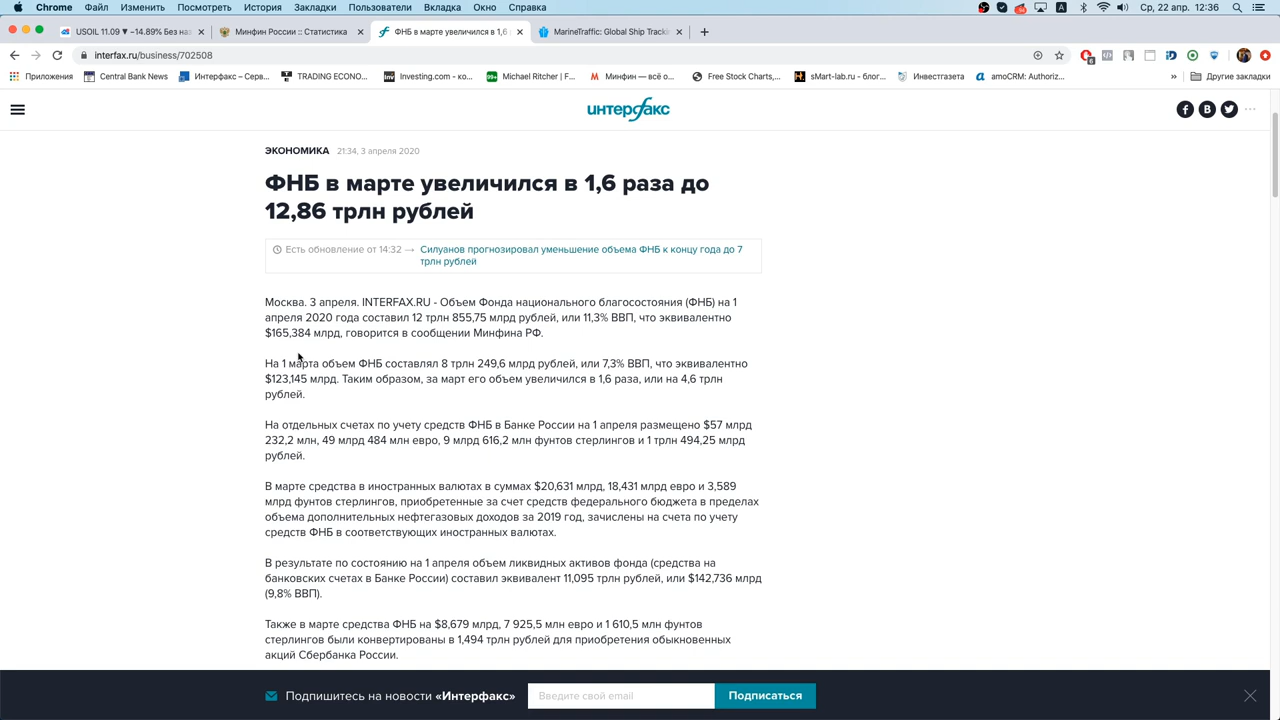 Chrome Файл Изменить Посмотреть История Закладки Пользователи Вкладка Окно Справка Ср, 22 апр. 12:36
USOIL 11.09 ▼ −14.89% Без наз × Минфин России :: Статистика × ФНБ в марте увеличился в 1,6 р × MarineTraffic: Global Ship Track × +
interfax.ru/business/702508
Приложения Central Bank News Интерфакс – Серв... TRADING ECONO... Investing.com - ко... Michael Ritcher | F... Минфин — всё о... Free Stock Charts,... sMart-lab.ru - блог... Инвестгазета amoCRM: Authoriz... » Другие закладки
интерфакс
ЭКОНОМИКА 21:34, 3 апреля 2020
ФНБ в марте увеличился в 1,6 раза до
12,86 трлн рублей
Есть обновление от 14:32 → Силуанов прогнозировал уменьшение объема ФНБ к концу года до 7
трлн рублей
Москва. 3 апреля. INTERFAX.RU - Объем Фонда национального благосостояния (ФНБ) на 1
апреля 2020 года составил 12 трлн 855,75 млрд рублей, или 11,3% ВВП, что эквивалентно
$165,384 млрд, говорится в сообщении Минфина РФ.
На 1 марта объем ФНБ составлял 8 трлн 249,6 млрд рублей, или 7,3% ВВП, что эквивалентно
$123,145 млрд. Таким образом, за март его объем увеличился в 1,6 раза, или на 4,6 трлн
рублей.
На отдельных счетах по учету средств ФНБ в Банке России на 1 апреля размещено $57 млрд
232,2 млн, 49 млрд 484 млн евро, 9 млрд 616,2 млн фунтов стерлингов и 1 трлн 494,25 млрд
рублей.
В марте средства в иностранных валютах в суммах $20,631 млрд, 18,431 млрд евро и 3,589
млрд фунтов стерлингов, приобретенные за счет средств федерального бюджета в пределах
объема дополнительных нефтегазовых доходов за 2019 год, зачислены на счета по учету
средств ФНБ в соответствующих иностранных валютах.
В результате по состоянию на 1 апреля объем ликвидных активов фонда (средства на
банковских счетах в Банке России) составил эквивалент 11,095 трлн рублей, или $142,736 млрд
(9,8% ВВП).
Также в марте средства ФНБ на $8,679 млрд, 7 925,5 млн евро и 1 610,5 млн фунтов
стерлингов были конвертированы в 1,494 трлн рублей для приобретения обыкновенных
акций Сбербанка России.
Подпишитесь на новости «Интерфакс» Введите свой email Подписаться